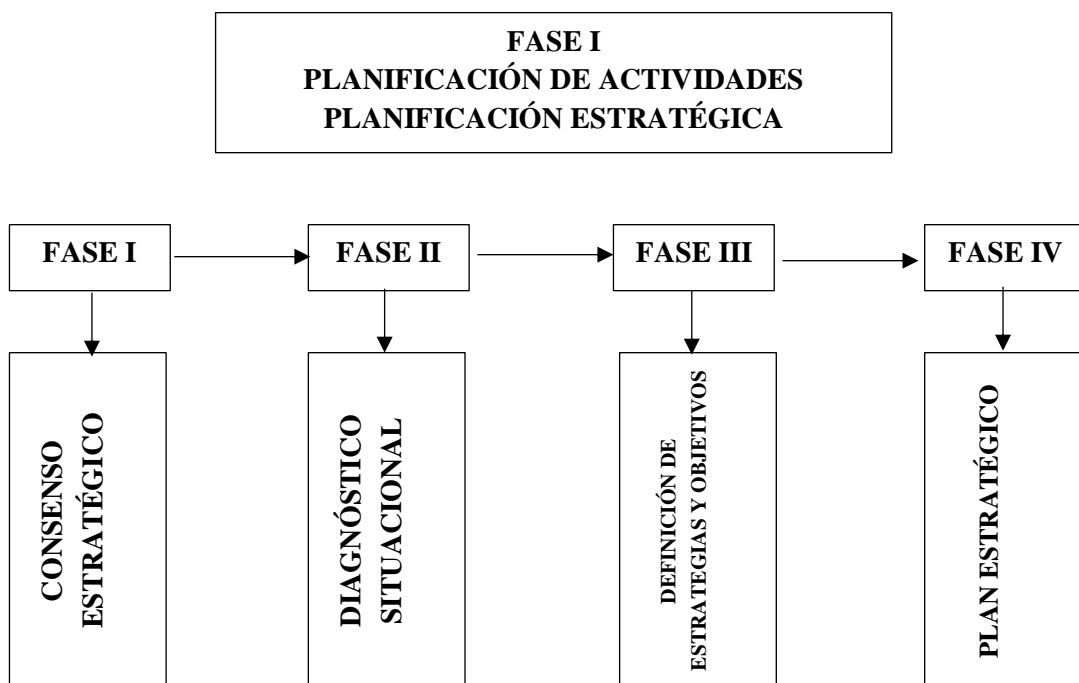 FASE I
PLANIFICACIÓN DE ACTIVIDADES
PLANIFICACIÓN ESTRATÉGICA
FASE I
FASE II
FASE III
FASE IV
CONSENSO
ESTRATÉGICO
DIAGNÓSTICO
SITUACIONAL
DEFINICIÓN DE
ESTRATEGIAS Y OBJETIVOS
PLAN ESTRATÉGICO